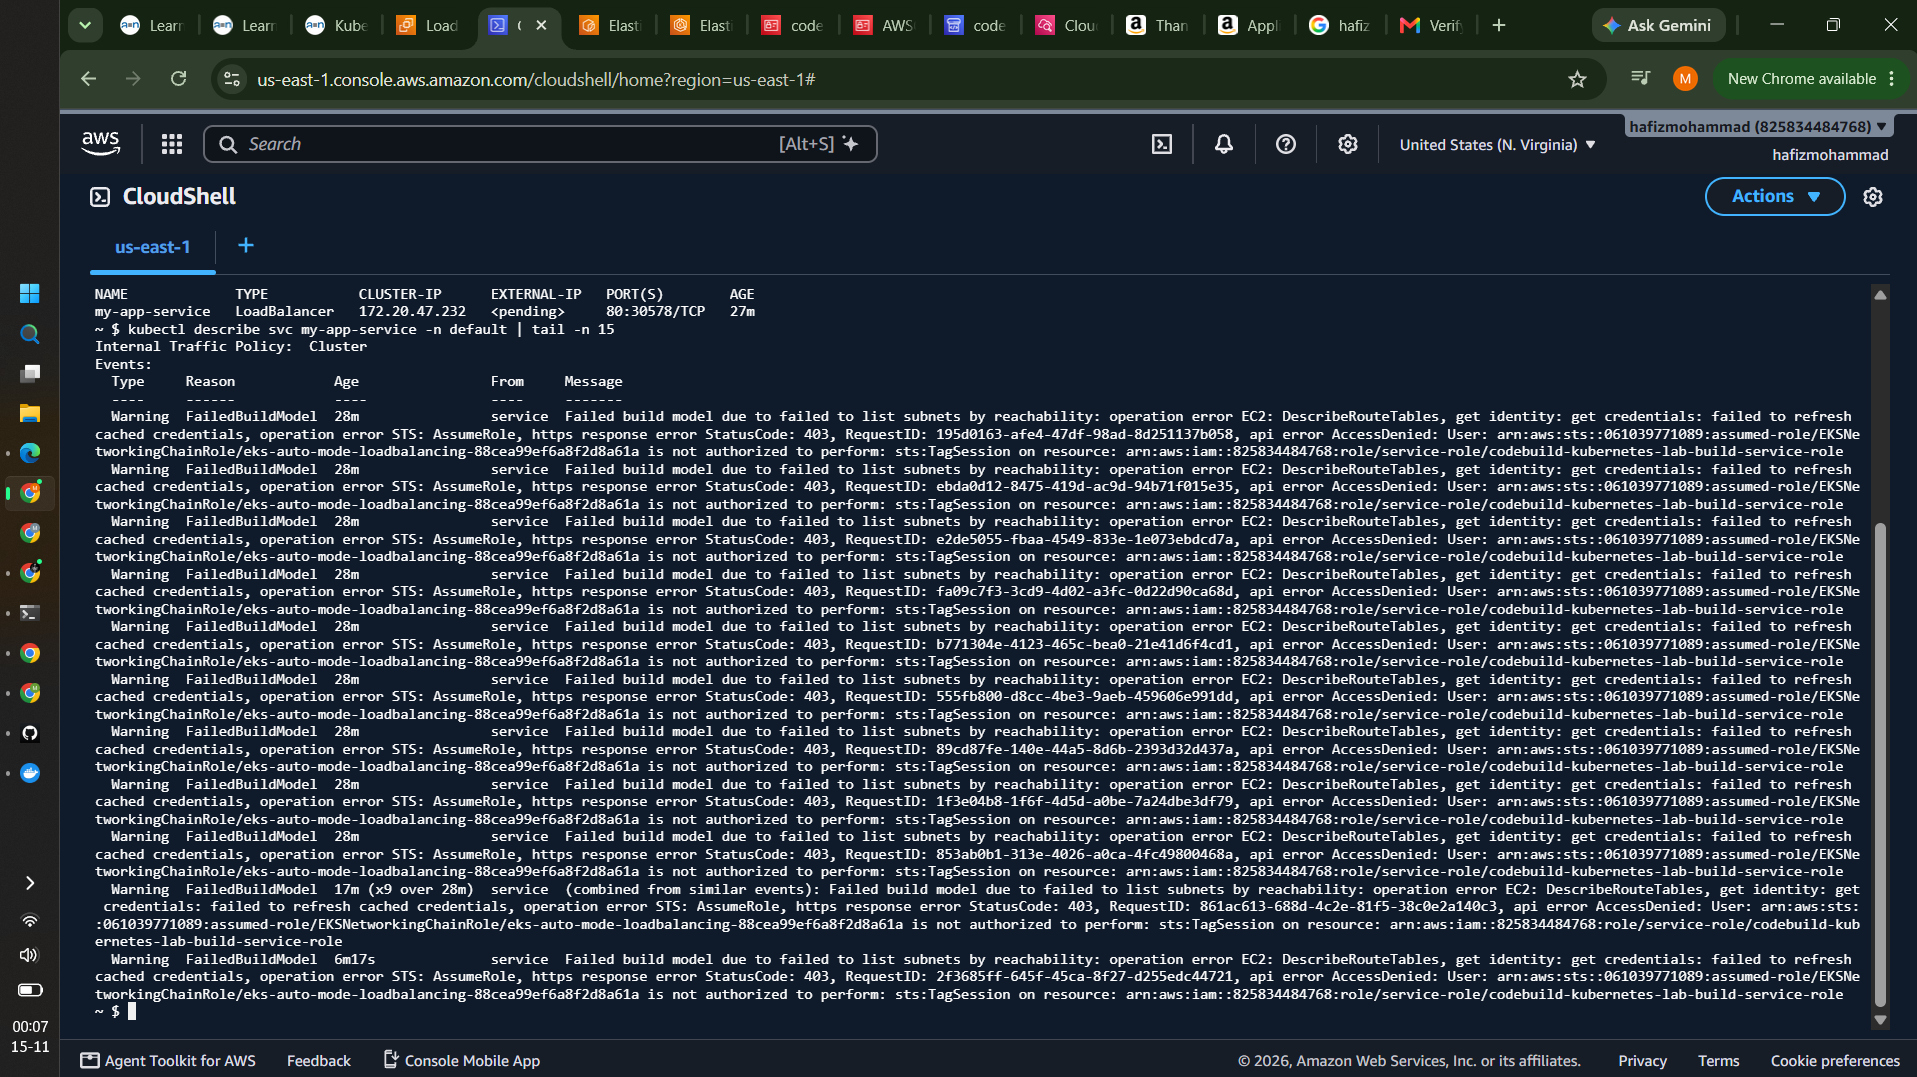 Learn
Learn
Kube
Load
C
Elasti
Elasti
code
AWS
code
Clou
Than
Appli
hafiz
Verify
Ask Gemini
us-east-1.console.aws.amazon.com/cloudshell/home?region=us-east-1#
M
New Chrome available
aws
Search
[Alt+S]
United States (N. Virginia) ▼
hafizmohammad (825834484768) ▼
hafizmohammad
CloudShell
Actions ▼
us-east-1
+
NAME TYPE CLUSTER-IP EXTERNAL-IP PORT(S) AGE
my-app-service LoadBalancer 172.20.47.232 <pending> 80:30578/TCP 27m
~ $ kubectl describe svc my-app-service -n default | tail -n 15
Internal Traffic Policy: Cluster
Events:
Type Reason Age From Message
---- ------ ---- ---- -------
Warning FailedBuildModel 28m service Failed build model due to failed to list subnets by reachability: operation error EC2: DescribeRouteTables, get identity: get credentials: failed to refresh
cached credentials, operation error STS: AssumeRole, https response error StatusCode: 403, RequestID: 195d0163-afe4-47df-98ad-8d251137b058, api error AccessDenied: User: arn:aws:sts::061039771089:assumed-role/EKSNe
tworkingChainRole/eks-auto-mode-loadbalancing-88cea99ef6a8f2d8a61a is not authorized to perform: sts:TagSession on resource: arn:aws:iam::825834484768:role/service-role/codebuild-kubernetes-lab-build-service-role
Warning FailedBuildModel 28m service Failed build model due to failed to list subnets by reachability: operation error EC2: DescribeRouteTables, get identity: get credentials: failed to refresh
cached credentials, operation error STS: AssumeRole, https response error StatusCode: 403, RequestID: ebda0d12-8475-419d-ac9d-94b71f015e35, api error AccessDenied: User: arn:aws:sts::061039771089:assumed-role/EKSNe
tworkingChainRole/eks-auto-mode-loadbalancing-88cea99ef6a8f2d8a61a is not authorized to perform: sts:TagSession on resource: arn:aws:iam::825834484768:role/service-role/codebuild-kubernetes-lab-build-service-role
Warning FailedBuildModel 28m service Failed build model due to failed to list subnets by reachability: operation error EC2: DescribeRouteTables, get identity: get credentials: failed to refresh
cached credentials, operation error STS: AssumeRole, https response error StatusCode: 403, RequestID: e2de5055-fbaa-4549-833e-1e073ebdcd7a, api error AccessDenied: User: arn:aws:sts::061039771089:assumed-role/EKSNe
tworkingChainRole/eks-auto-mode-loadbalancing-88cea99ef6a8f2d8a61a is not authorized to perform: sts:TagSession on resource: arn:aws:iam::825834484768:role/service-role/codebuild-kubernetes-lab-build-service-role
Warning FailedBuildModel 28m service Failed build model due to failed to list subnets by reachability: operation error EC2: DescribeRouteTables, get identity: get credentials: failed to refresh
cached credentials, operation error STS: AssumeRole, https response error StatusCode: 403, RequestID: fa09c7f3-3cd9-4d02-a3fc-0d22d90ca68d, api error AccessDenied: User: arn:aws:sts::061039771089:assumed-role/EKSNe
tworkingChainRole/eks-auto-mode-loadbalancing-88cea99ef6a8f2d8a61a is not authorized to perform: sts:TagSession on resource: arn:aws:iam::825834484768:role/service-role/codebuild-kubernetes-lab-build-service-role
Warning FailedBuildModel 28m service Failed build model due to failed to list subnets by reachability: operation error EC2: DescribeRouteTables, get identity: get credentials: failed to refresh
cached credentials, operation error STS: AssumeRole, https response error StatusCode: 403, RequestID: b771304e-4123-465c-bea0-21e41d6f4cd1, api error AccessDenied: User: arn:aws:sts::061039771089:assumed-role/EKSNe
tworkingChainRole/eks-auto-mode-loadbalancing-88cea99ef6a8f2d8a61a is not authorized to perform: sts:TagSession on resource: arn:aws:iam::825834484768:role/service-role/codebuild-kubernetes-lab-build-service-role
Warning FailedBuildModel 28m service Failed build model due to failed to list subnets by reachability: operation error EC2: DescribeRouteTables, get identity: get credentials: failed to refresh
cached credentials, operation error STS: AssumeRole, https response error StatusCode: 403, RequestID: 555fb800-d8cc-4be3-9aeb-459606e991dd, api error AccessDenied: User: arn:aws:sts::061039771089:assumed-role/EKSNe
tworkingChainRole/eks-auto-mode-loadbalancing-88cea99ef6a8f2d8a61a is not authorized to perform: sts:TagSession on resource: arn:aws:iam::825834484768:role/service-role/codebuild-kubernetes-lab-build-service-role
Warning FailedBuildModel 28m service Failed build model due to failed to list subnets by reachability: operation error EC2: DescribeRouteTables, get identity: get credentials: failed to refresh
cached credentials, operation error STS: AssumeRole, https response error StatusCode: 403, RequestID: 89cd87fe-140e-44a5-8d6b-2393d32d437a, api error AccessDenied: User: arn:aws:sts::061039771089:assumed-role/EKSNe
tworkingChainRole/eks-auto-mode-loadbalancing-88cea99ef6a8f2d8a61a is not authorized to perform: sts:TagSession on resource: arn:aws:iam::825834484768:role/service-role/codebuild-kubernetes-lab-build-service-role
Warning FailedBuildModel 28m service Failed build model due to failed to list subnets by reachability: operation error EC2: DescribeRouteTables, get identity: get credentials: failed to refresh
cached credentials, operation error STS: AssumeRole, https response error StatusCode: 403, RequestID: 1f3e04b8-1f6f-4d5d-a0be-7a24dbe3df79, api error AccessDenied: User: arn:aws:sts::061039771089:assumed-role/EKSNe
tworkingChainRole/eks-auto-mode-loadbalancing-88cea99ef6a8f2d8a61a is not authorized to perform: sts:TagSession on resource: arn:aws:iam::825834484768:role/service-role/codebuild-kubernetes-lab-build-service-role
Warning FailedBuildModel 28m service Failed build model due to failed to list subnets by reachability: operation error EC2: DescribeRouteTables, get identity: get credentials: failed to refresh
cached credentials, operation error STS: AssumeRole, https response error StatusCode: 403, RequestID: 853ab0b1-313e-4026-a0ca-4fc49800468a, api error AccessDenied: User: arn:aws:sts::061039771089:assumed-role/EKSNe
tworkingChainRole/eks-auto-mode-loadbalancing-88cea99ef6a8f2d8a61a is not authorized to perform: sts:TagSession on resource: arn:aws:iam::825834484768:role/service-role/codebuild-kubernetes-lab-build-service-role
Warning FailedBuildModel 17m (x9 over 28m) service (combined from similar events): Failed build model due to failed to list subnets by reachability: operation error EC2: DescribeRouteTables, get identity: get
credentials: failed to refresh cached credentials, operation error STS: AssumeRole, https response error StatusCode: 403, RequestID: 861ac613-688d-4c2e-81f5-38c0e2a140c3, api error AccessDenied: User: arn:aws:sts:
:061039771089:assumed-role/EKSNetworkingChainRole/eks-auto-mode-loadbalancing-88cea99ef6a8f2d8a61a is not authorized to perform: sts:TagSession on resource: arn:aws:iam::825834484768:role/service-role/codebuild-kub
ernetes-lab-build-service-role
Warning FailedBuildModel 6m17s service Failed build model due to failed to list subnets by reachability: operation error EC2: DescribeRouteTables, get identity: get credentials: failed to refresh
cached credentials, operation error STS: AssumeRole, https response error StatusCode: 403, RequestID: 2f3685ff-645f-45ca-8f27-d255edc44721, api error AccessDenied: User: arn:aws:sts::061039771089:assumed-role/EKSNe
tworkingChainRole/eks-auto-mode-loadbalancing-88cea99ef6a8f2d8a61a is not authorized to perform: sts:TagSession on resource: arn:aws:iam::825834484768:role/service-role/codebuild-kubernetes-lab-build-service-role
~ $
00:07
15-11
Agent Toolkit for AWS
Feedback
Console Mobile App
© 2026, Amazon Web Services, Inc. or its affiliates.
Privacy
Terms
Cookie preferences